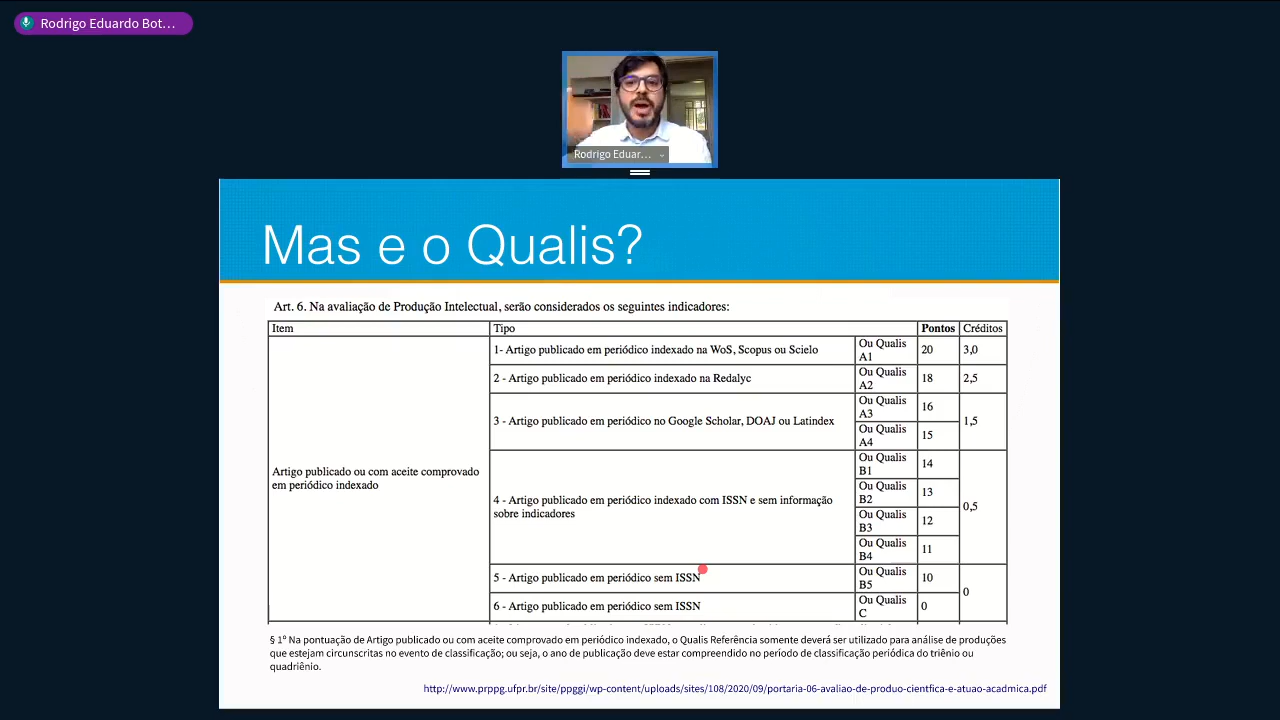 Rodrigo Eduardo Bot…
Rodrigo Eduar…
Mas e o Qualis?
Art. 6. Na avaliação de Produção Intelectual, serão considerados os seguintes indicadores:
Item Tipo Pontos Créditos
1- Artigo publicado em periódico indexado na WoS, Scopus ou Scielo Ou Qualis A1 20 3,0
2 - Artigo publicado em periódico indexado na Redalyc Ou Qualis A2 18 2,5
3 - Artigo publicado em periódico no Google Scholar, DOAJ ou Latindex Ou Qualis A3 16 1,5
Ou Qualis A4 15
Artigo publicado ou com aceite comprovado
em periódico indexado
4 - Artigo publicado em periódico indexado com ISSN e sem informação
sobre indicadores
Ou Qualis B1 14
Ou Qualis B2 13
0,5
Ou Qualis B3 12
Ou Qualis B4 11
5 - Artigo publicado em periódico sem ISSN Ou Qualis B5 10 0
6 - Artigo publicado em periódico sem ISSN Ou Qualis C 0
§ 1º Na pontuação de Artigo publicado ou com aceite comprovado em periódico indexado, o Qualis Referência somente deverá ser utilizado para análise de produções
que estejam circunscritas no evento de classificação; ou seja, o ano de publicação deve estar compreendido no período de classificação periódica do triênio ou
quadriênio.
http://www.prppg.ufpr.br/site/ppggi/wp-content/uploads/sites/108/2020/09/portaria-06-avaliao-de-produo-cientfica-e-atuao-acadmica.pdf